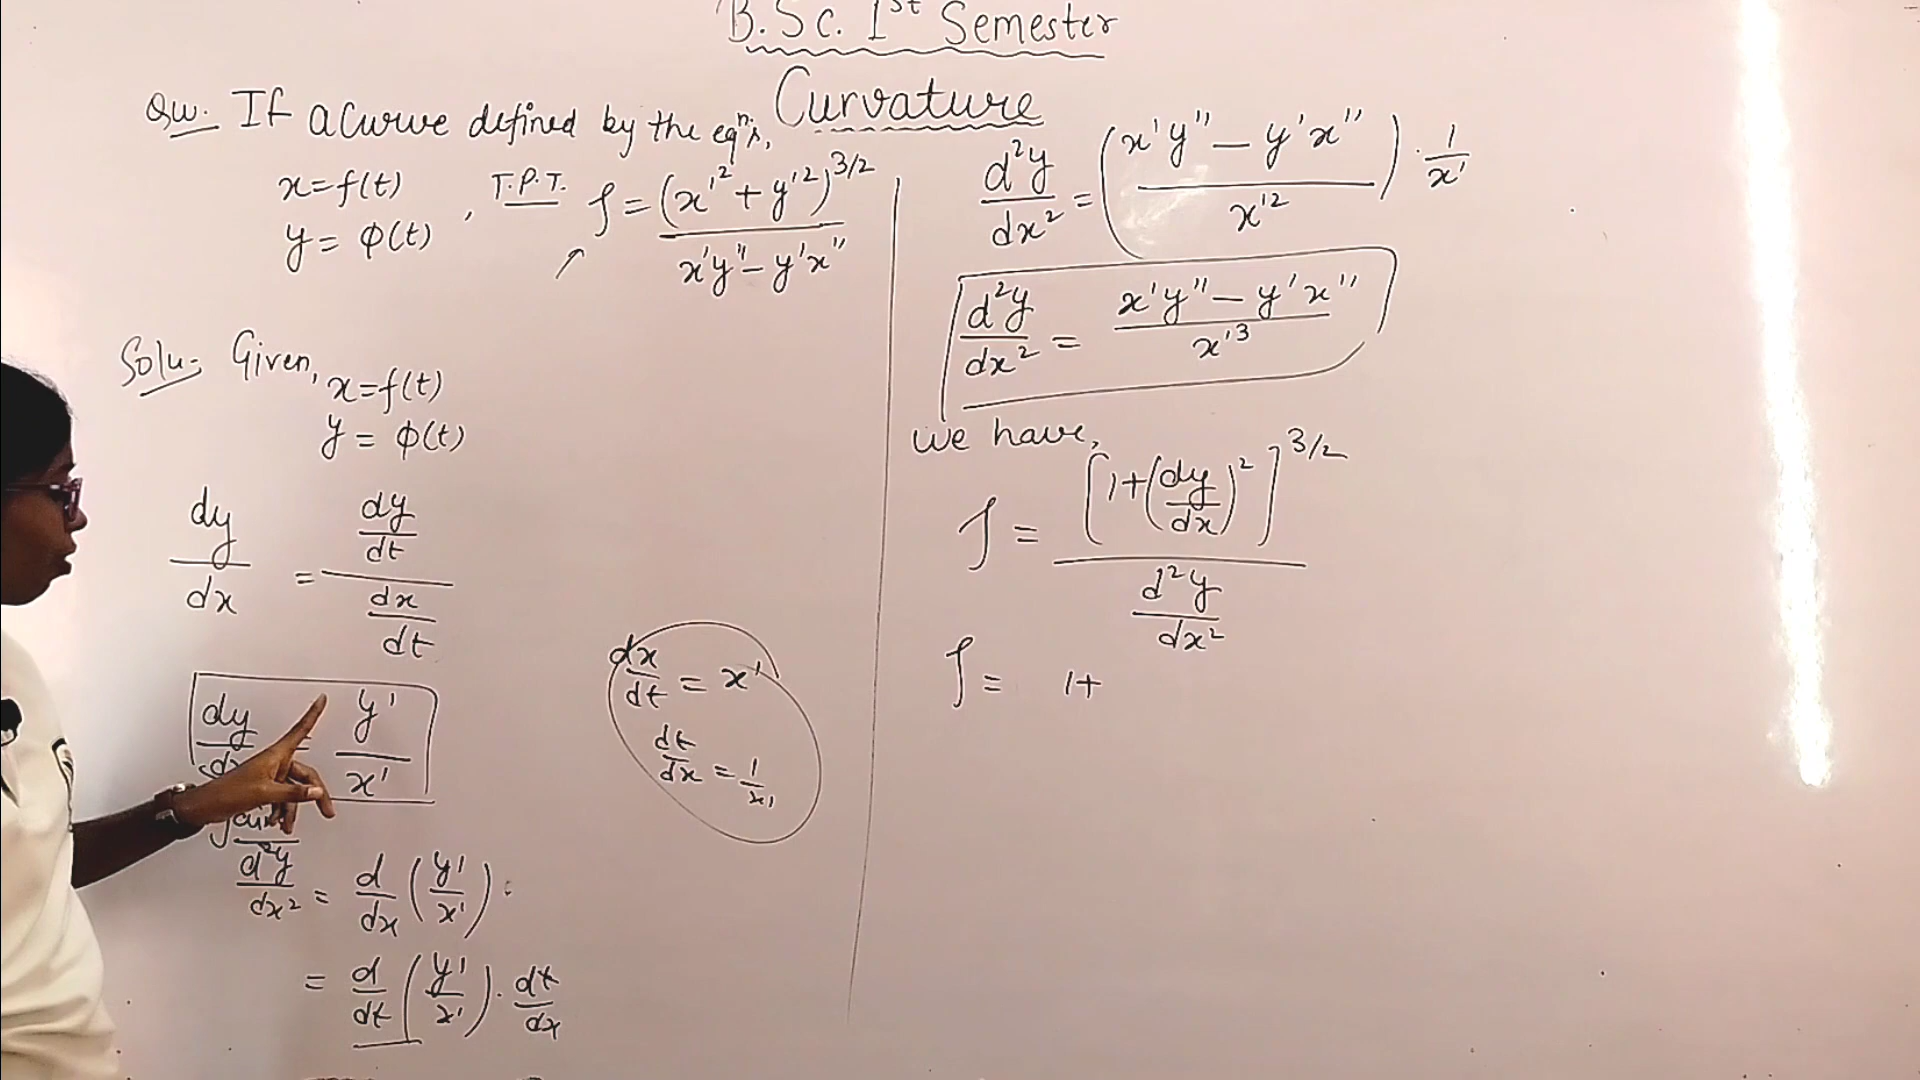 B.Sc. 1st Semester
Curvature
Qw. If a curve defined by the eqn.s,
x=f(t)
y= φ(t) , T.P.T. ρ = (x'² + y'²)^3/2 / x'y" - y'x"
Solu- Given, x=f(t)
y = φ(t)
dy/dx = dy/dt / dx/dt
dy/dx = y'/x'
d²y/dx² = d/dx (y'/x') .
= d/dt (y'/x') . dt/dx
dx/dt = x'
dt/dx = 1/x'
d²y/dx² = (x'y" - y'x" / x'²) . 1/x'
d²y/dx² = x'y" - y'x" / x'³
we have,
ρ = [1+(dy/dx)²]^3/2 / d²y/dx²
ρ = 1+